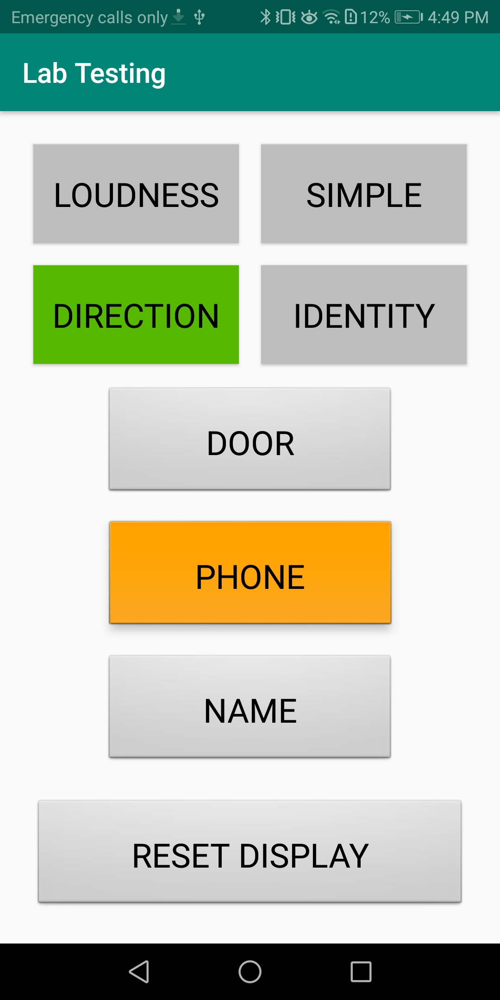 Emergency calls only 12% 4:49 PM
Lab Testing
LOUDNESS SIMPLE
DIRECTION IDENTITY
DOOR
PHONE
NAME
RESET DISPLAY